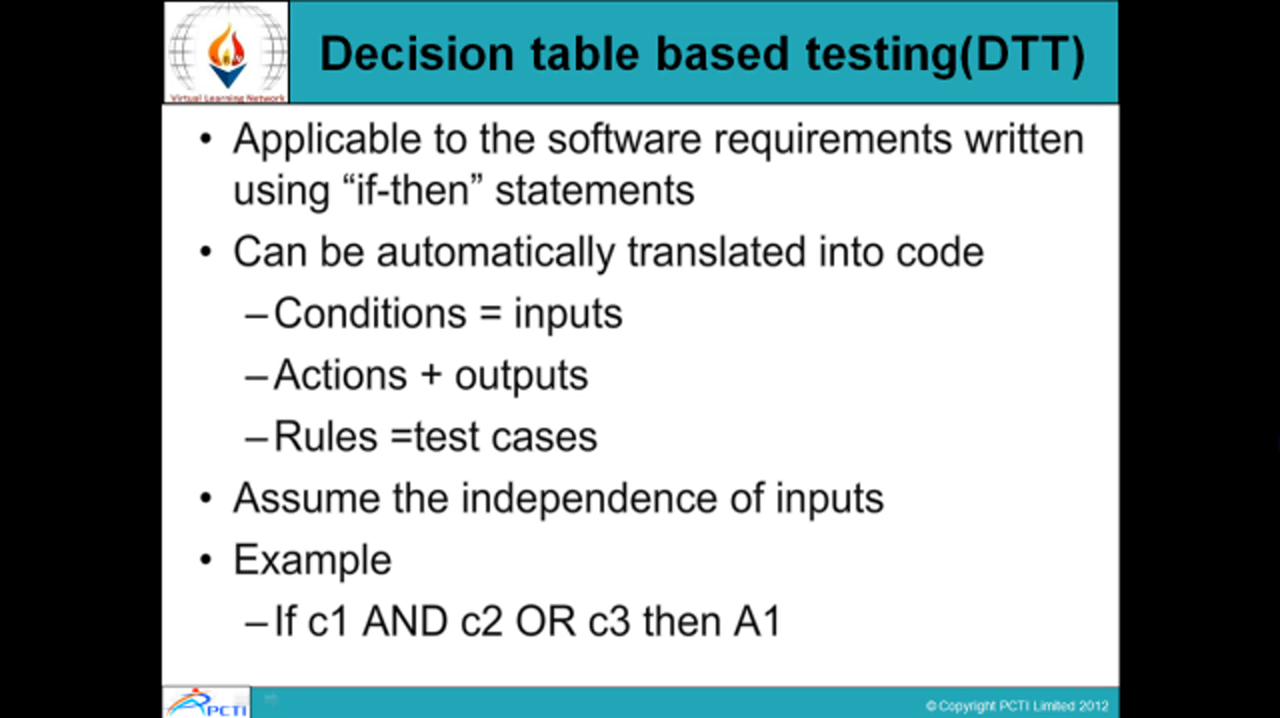 Decision table based testing(DTT)
Virtual Learning Network
• Applicable to the software requirements written
using “if-then” statements
• Can be automatically translated into code
–Conditions = inputs
–Actions + outputs
–Rules =test cases
• Assume the independence of inputs
• Example
–If c1 AND c2 OR c3 then A1
PCTI
© Copyright PCTI Limited 2012